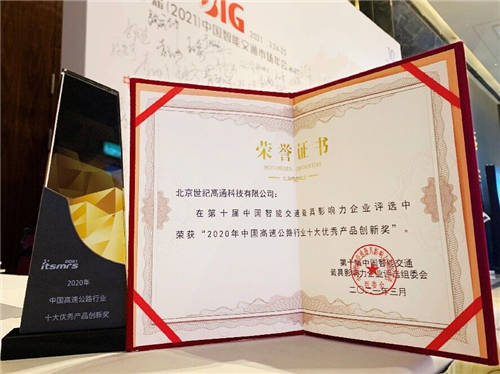 BIG
届(2021)中国智能交通市场年会
itsmrs
2020年
中国高速公路行业
十大优秀产品创新奖
荣誉证书
北京世纪高通科技有限公司：
在第十届中国智能交通最具影响力企业评选中
荣获“2020年中国高速公路行业十大优秀产品创新奖”。
第十届中国智能交通
最具影响力企业评选组委会
二〇二一年三月